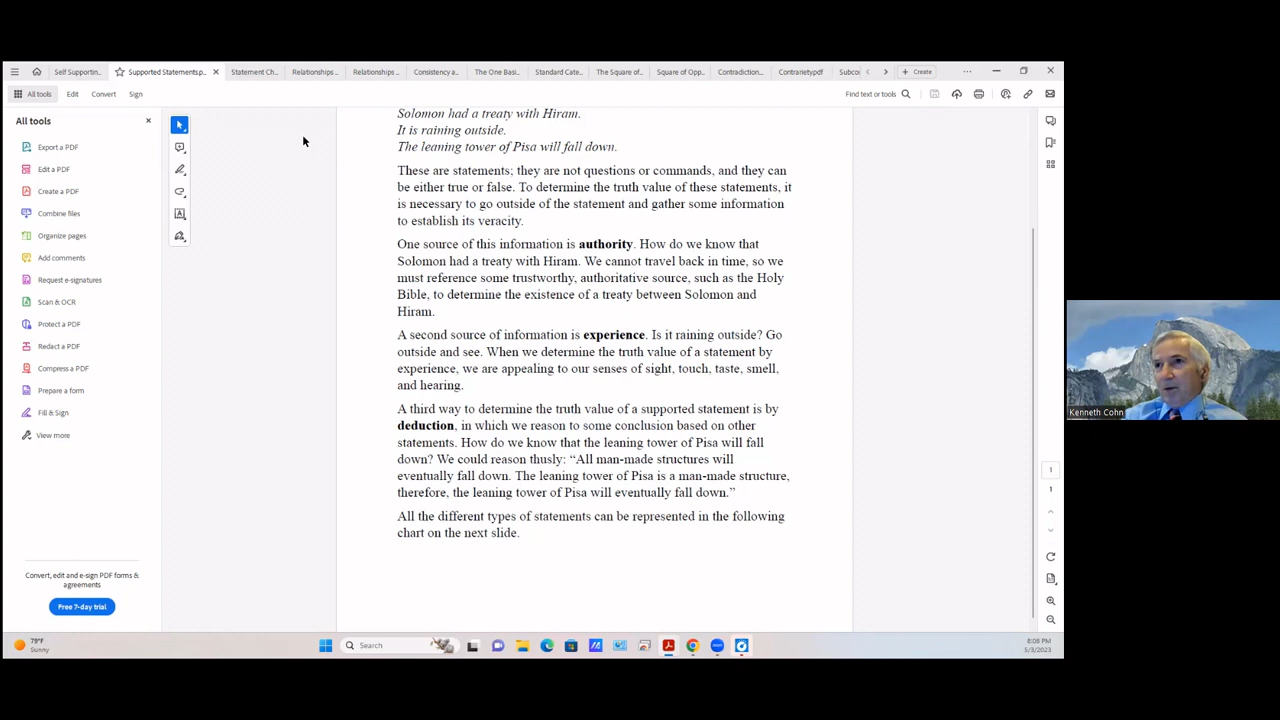 Self Supportin...
Supported Statements.p...
Statement Ch...
Relationships ...
Relationships ...
Consistency a...
The One Basi...
Standard Cate...
The Square of...
Square of Opp...
Contradiction...
Contrariety.pdf
Subco
Create
All tools
Edit
Convert
Sign
Find text or tools
All tools
Export a PDF
Edit a PDF
Create a PDF
Combine files
Organize pages
Add comments
Request e-signatures
Scan & OCR
Protect a PDF
Redact a PDF
Compress a PDF
Prepare a form
Fill & Sign
View more
Convert, edit and e-sign PDF forms &
agreements
Free 7-day trial
Solomon had a treaty with Hiram.
It is raining outside.
The leaning tower of Pisa will fall down.
These are statements; they are not questions or commands, and they can
be either true or false. To determine the truth value of these statements, it
is necessary to go outside of the statement and gather some information
to establish its veracity.
One source of this information is authority. How do we know that
Solomon had a treaty with Hiram. We cannot travel back in time, so we
must reference some trustworthy, authoritative source, such as the Holy
Bible, to determine the existence of a treaty between Solomon and
Hiram.
A second source of information is experience. Is it raining outside? Go
outside and see. When we determine the truth value of a statement by
experience, we are appealing to our senses of sight, touch, taste, smell,
and hearing.
A third way to determine the truth value of a supported statement is by
deduction, in which we reason to some conclusion based on other
statements. How do we know that the leaning tower of Pisa will fall
down? We could reason thusly: “All man-made structures will
eventually fall down. The leaning tower of Pisa is a man-made structure,
therefore, the leaning tower of Pisa will eventually fall down.”
All the different types of statements can be represented in the following
chart on the next slide.
1
1
Kenneth Cohn
79°F
Sunny
Search
8:08 PM
5/3/2023